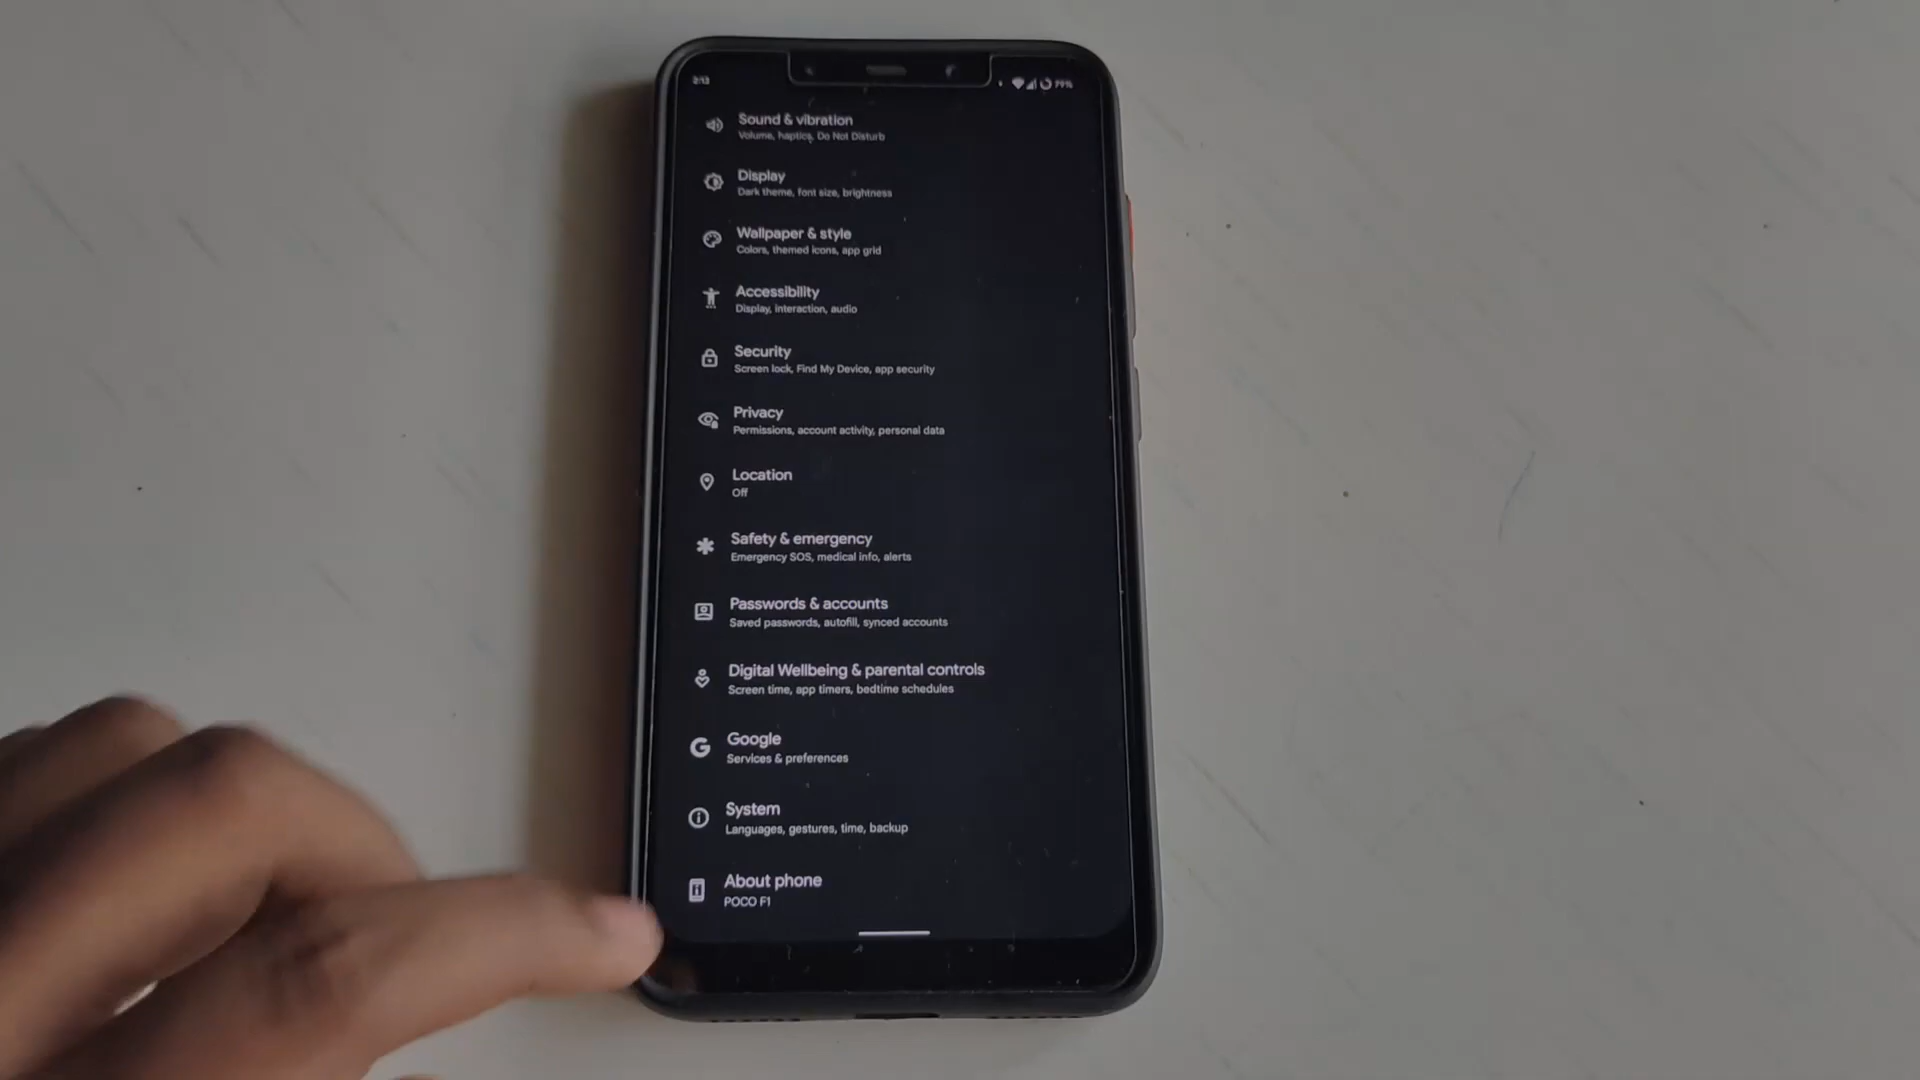 2:13
79%
Sound & vibration
Volume, haptics, Do Not Disturb
Display
Dark theme, font size, brightness
Wallpaper & style
Colors, themed icons, app grid
Accessibility
Display, interaction, audio
Security
Screen lock, Find My Device, app security
Privacy
Permissions, account activity, personal data
Location
Off
Safety & emergency
Emergency SOS, medical info, alerts
Passwords & accounts
Saved passwords, autofill, synced accounts
Digital Wellbeing & parental controls
Screen time, app timers, bedtime schedules
Google
Services & preferences
System
Languages, gestures, time, backup
About phone
POCO F1